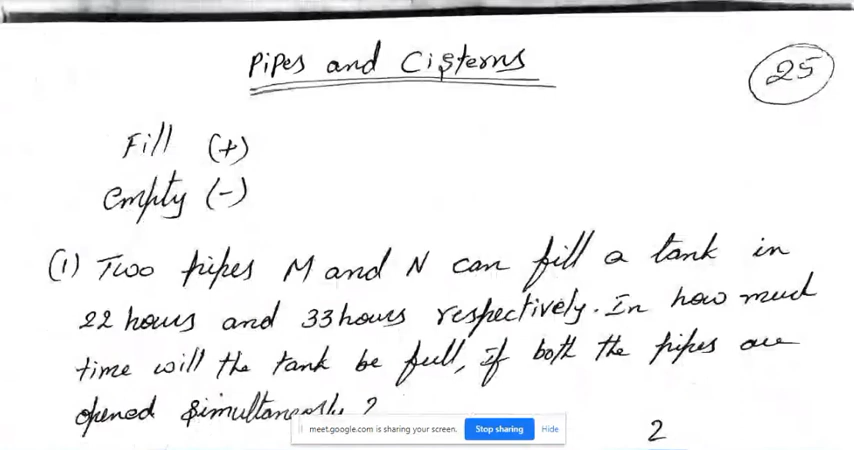 Pipes and Cisterns
25
Fill (+)
empty (-)
(1) Two pipes M and N can fill a tank in
22 hours and 33 hours respectively. In how much
time will the tank be full, if both the pipes are
opened simultaneously?
meet.google.com is sharing your screen. Stop sharing Hide
2